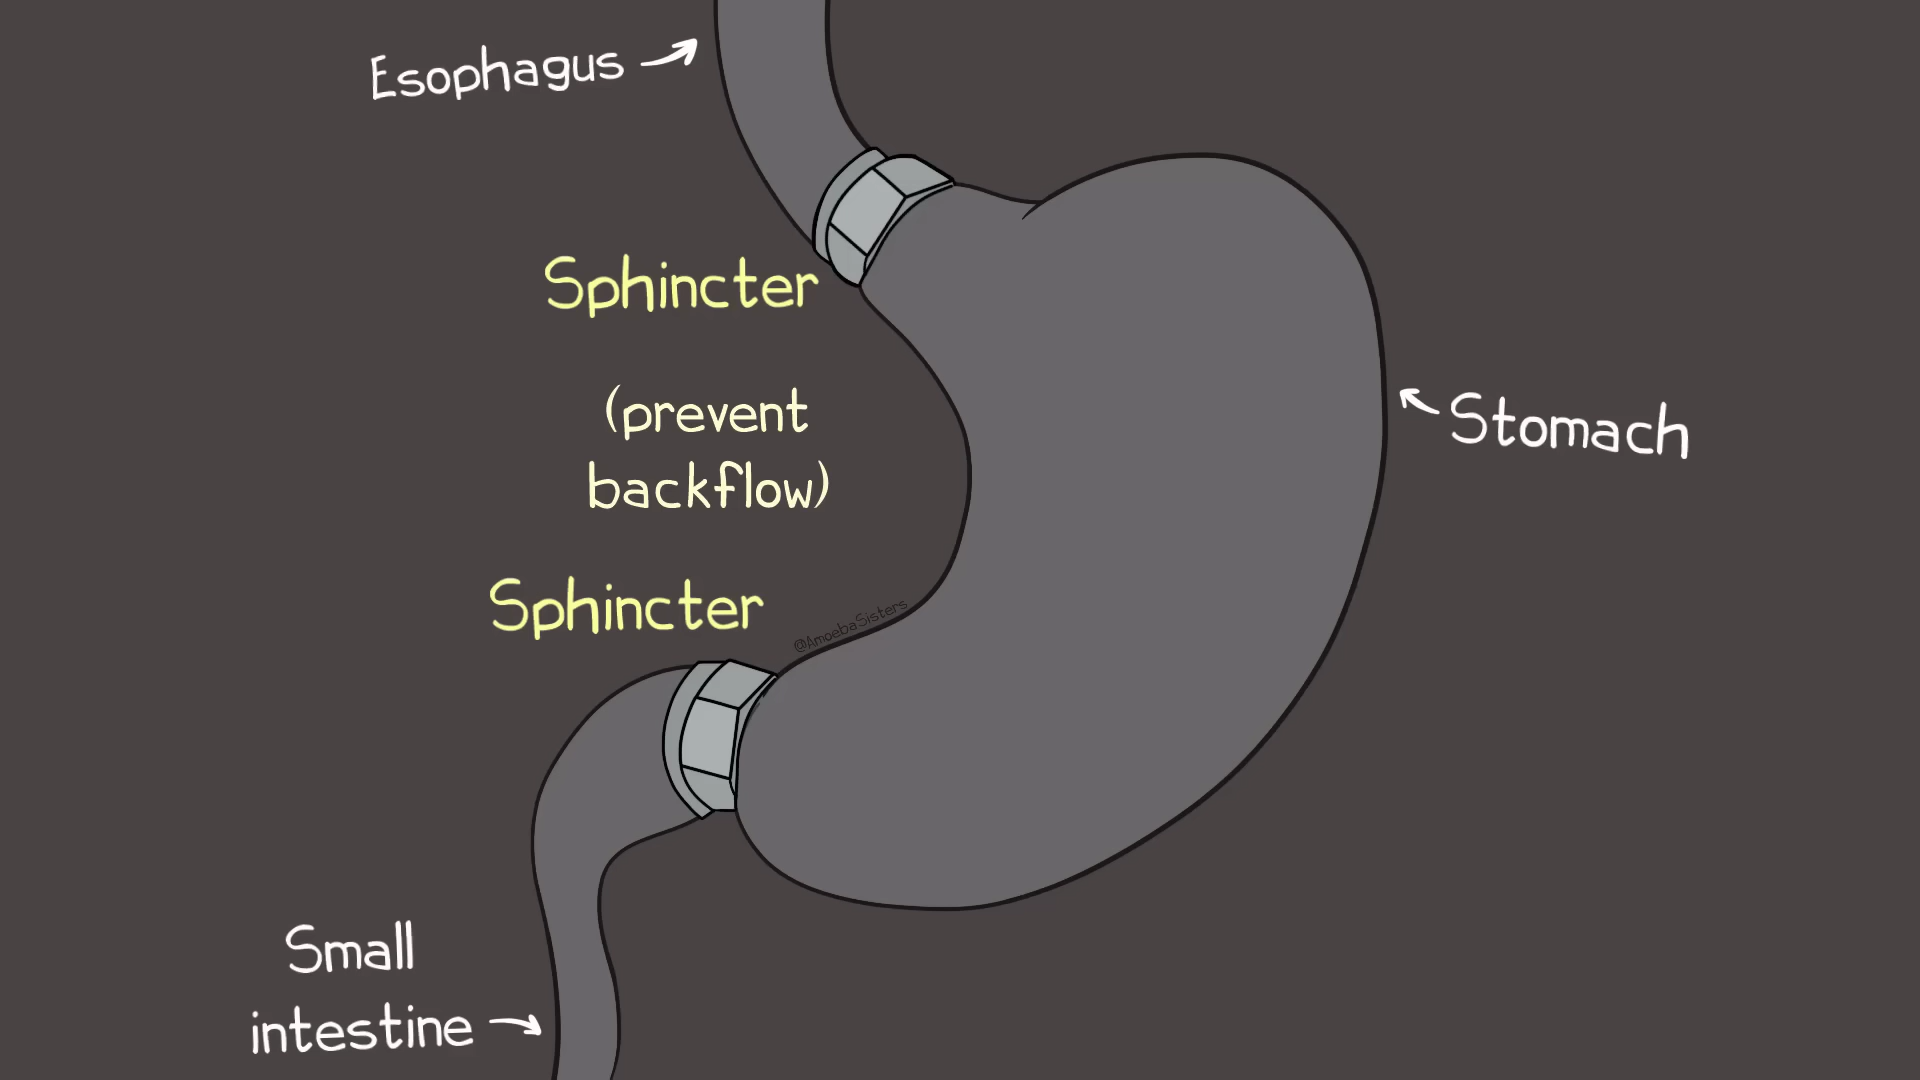 Esophagus
Sphincter
(prevent
backflow)
Stomach
Sphincter
@AmoebaSisters
Small
intestine